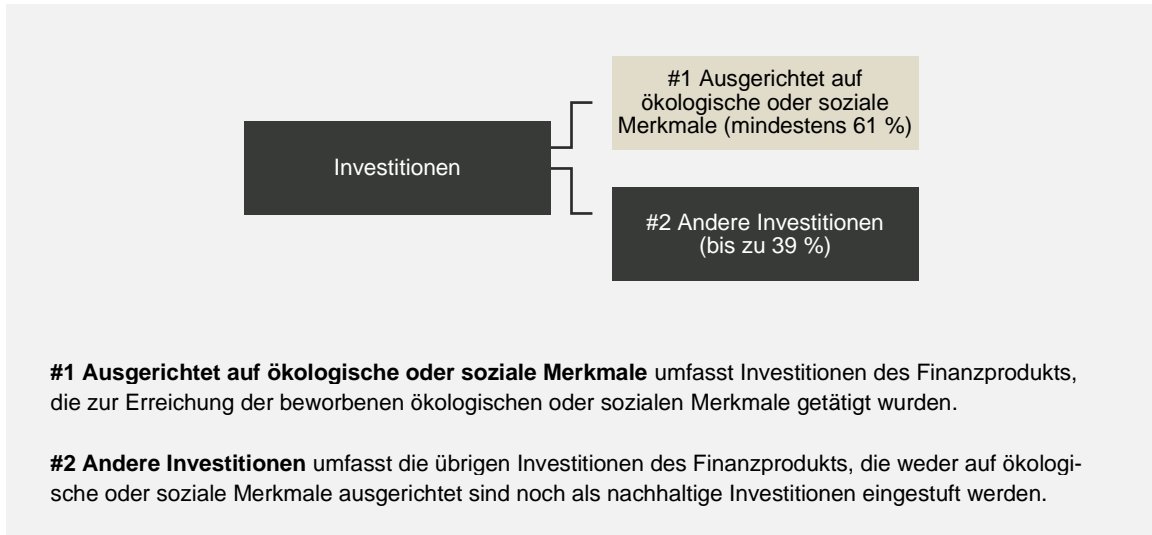 #1 Ausgerichtet auf
ökologische oder soziale
Merkmale (mindestens 61 %)
Investitionen
#2 Andere Investitionen
(bis zu 39 %)
#1 Ausgerichtet auf ökologische oder soziale Merkmale umfasst Investitionen des Finanzprodukts,
die zur Erreichung der beworbenen ökologischen oder sozialen Merkmale getätigt wurden.
#2 Andere Investitionen umfasst die übrigen Investitionen des Finanzprodukts, die weder auf ökologi-
sche oder soziale Merkmale ausgerichtet sind noch als nachhaltige Investitionen eingestuft werden.